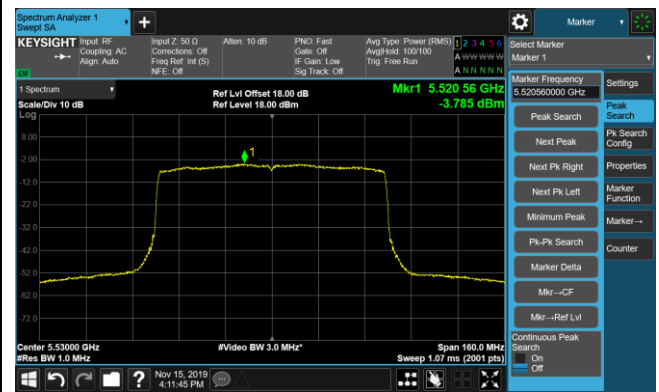 Spectrum Analyzer 1
Swept SA
+
Marker
KEYSIGHT
Input: RF
Coupling: AC
Align: Auto
Input Z: 50 Ω
Corrections: Off
Freq Ref: Int (S)
NFE: Off
Atten: 10 dB
PNO: Fast
Gate: Off
IF Gain: Low
Sig Track: Off
Avg Type: Power (RMS)
Avg|Hold: 100/100
Trig: Free Run
1 2 3 4 5 6
A W W W W W
A N N N N N
Select Marker
Marker 1
1 Spectrum
Scale/Div 10 dB
Log
Ref Lvl Offset 18.00 dB
Ref Level 18.00 dBm
Mkr1 5.520 56 GHz
-3.785 dBm
8.00
-2.00
-12.0
-22.0
-32.0
-42.0
-52.0
-62.0
-72.0
1
Center 5.53000 GHz
#Res BW 1.0 MHz
#Video BW 3.0 MHz*
Span 160.0 MHz
Sweep 1.07 ms (2001 pts)
Marker Frequency
5.520560000 GHz
Peak Search
Next Peak
Next Pk Right
Next Pk Left
Minimum Peak
Pk-Pk Search
Marker Delta
Mkr→CF
Mkr→Ref Lvl
Continuous Peak
Search
On
Off
Settings
Peak
Search
Pk Search
Config
Properties
Marker
Function
Marker→
Counter
?
Nov 15, 2019
4:11:45 PM